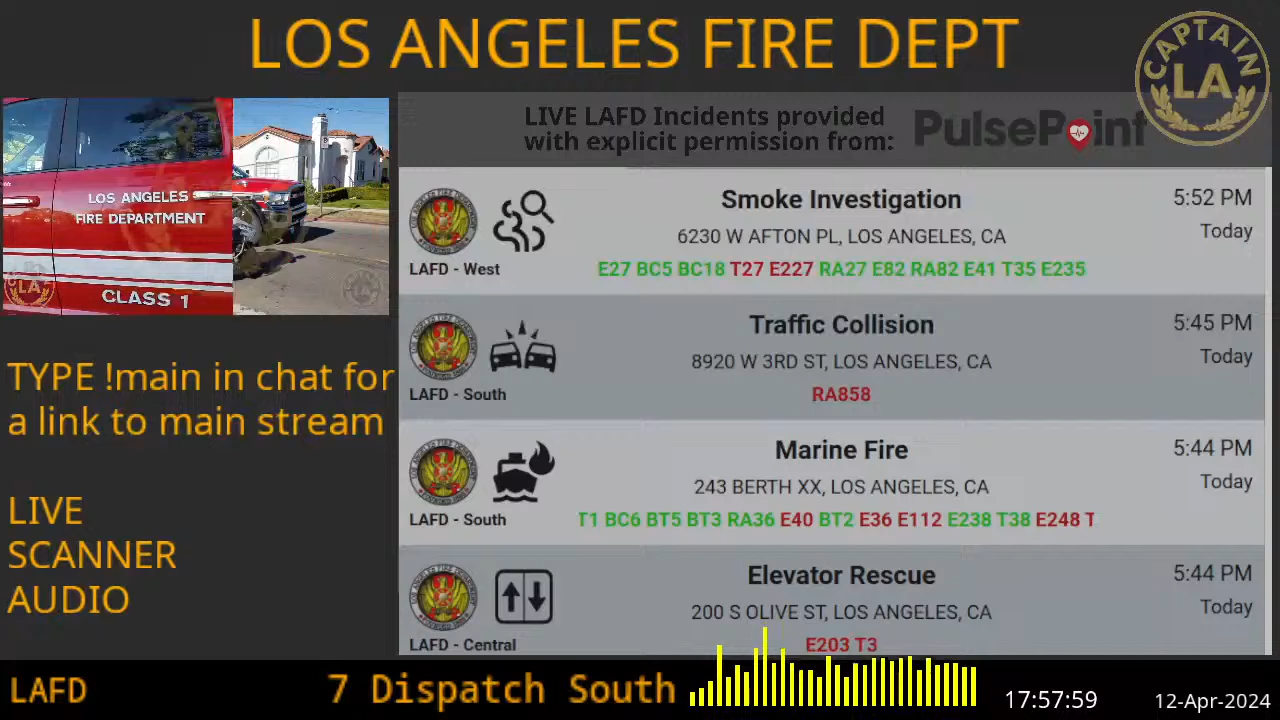 LOS ANGELES FIRE DEPT
CAPTAIN
LA
LIVE LAFD Incidents provided
with explicit permission from:
PulsePoint
LOS ANGELES
FIRE DEPARTMENT
CLASS 1
LA
TYPE !main in chat for
a link to main stream
LIVE
SCANNER
AUDIO
Smoke Investigation
5:52 PM
6230 W AFTON PL, LOS ANGELES, CA
Today
LAFD - West
E27 BC5 BC18 T27 E227 RA27 E82 RA82 E41 T35 E235
Traffic Collision
5:45 PM
8920 W 3RD ST, LOS ANGELES, CA
Today
LAFD - South
RA858
Marine Fire
5:44 PM
243 BERTH XX, LOS ANGELES, CA
Today
LAFD - South
T1 BC6 BT5 BT3 RA36 E40 BT2 E36 E112 E238 T38 E248 T
Elevator Rescue
5:44 PM
200 S OLIVE ST, LOS ANGELES, CA
Today
LAFD - Central
E203 T3
LAFD
7 Dispatch South
17:57:59
12-Apr-2024